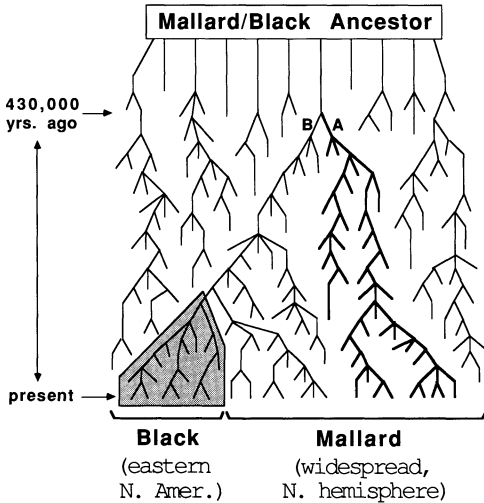 Mallard/Black Ancestor
430,000
yrs. ago
B A
present
Black
(eastern
N. Amer.)
Mallard
(widespread,
N. hemisphere)